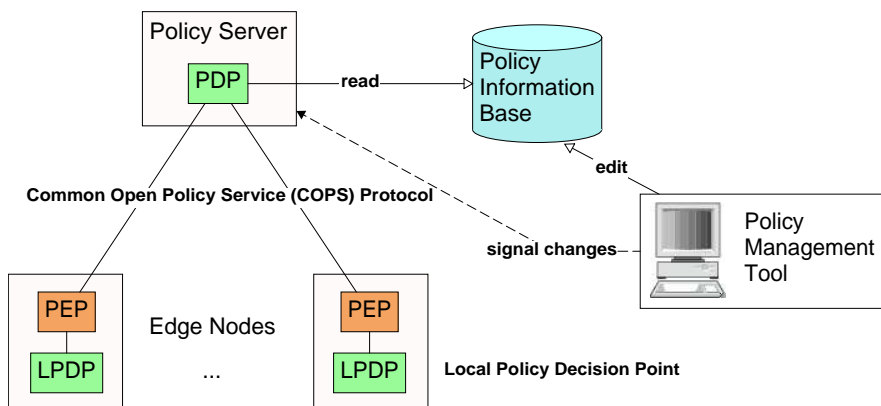 Policy Server
PDP
read
Policy
Information
Base
edit
Common Open Policy Service (COPS) Protocol
signal changes
Policy
Management
Tool
PEP
LPDP
Edge Nodes
...
PEP
LPDP
Local Policy Decision Point